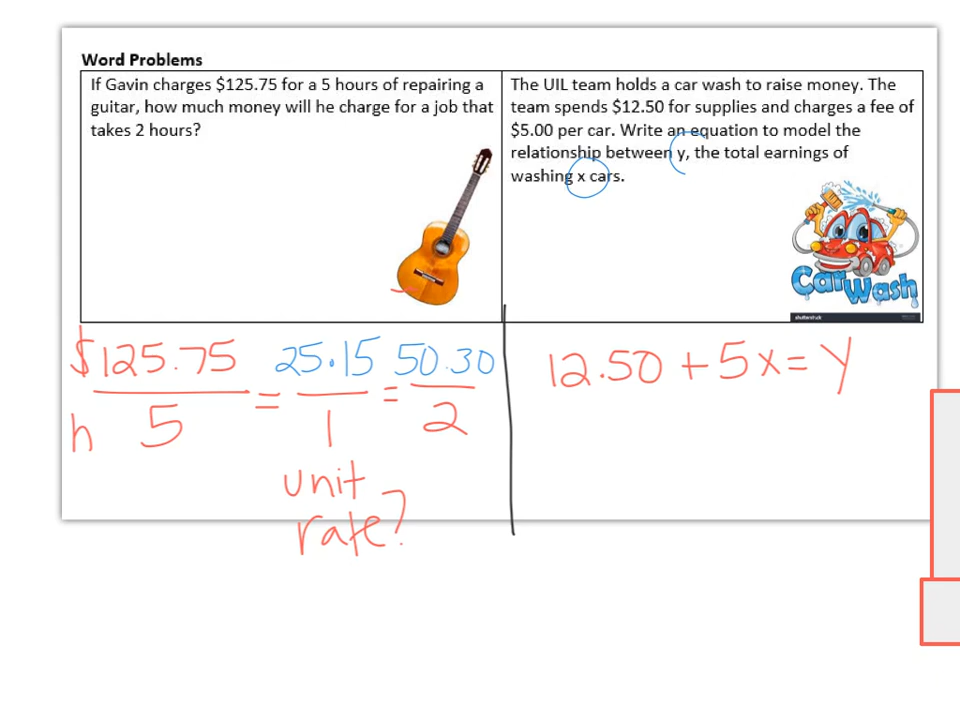 Word Problems
If Gavin charges $125.75 for a 5 hours of repairing a
guitar, how much money will he charge for a job that
takes 2 hours?
The UIL team holds a car wash to raise money. The
team spends $12.50 for supplies and charges a fee of
$5.00 per car. Write an equation to model the
relationship between y, the total earnings of
washing x cars.
Car Wash
shutterstock
$125.75 / h 5 = 25.15 / 1 = 50.30 / 2
unit
rate?
12.50 + 5x = y